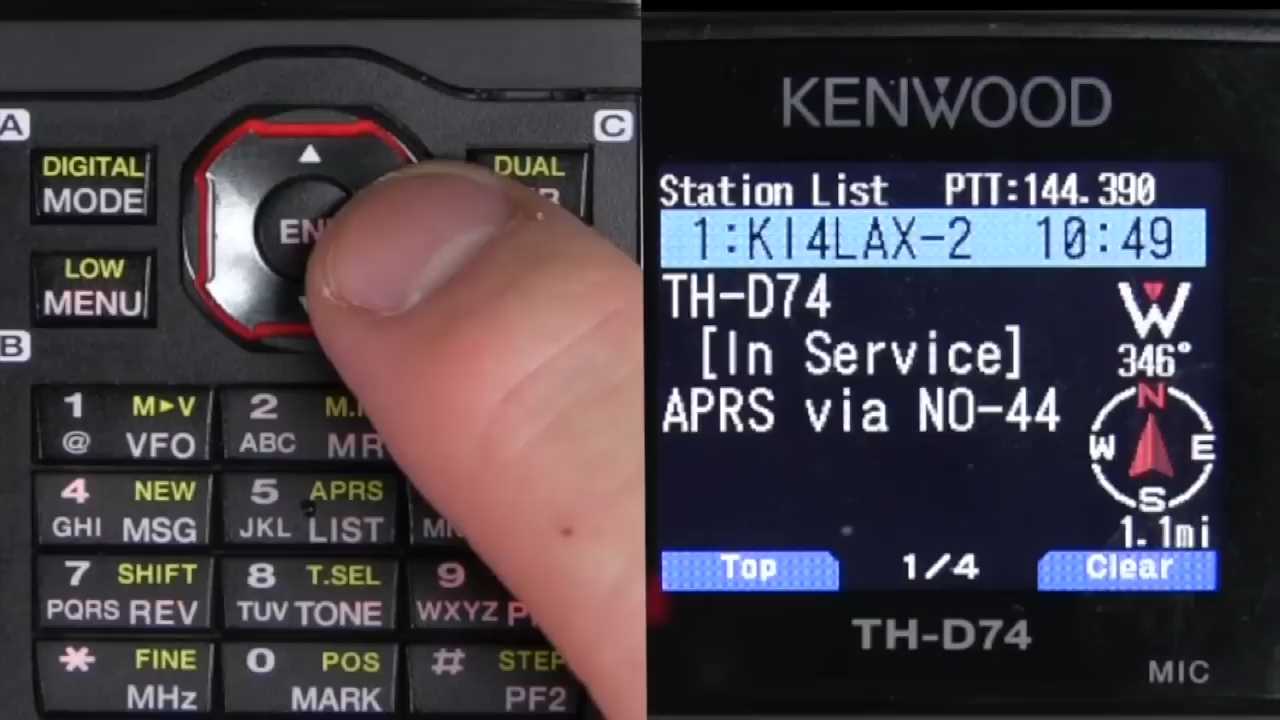 A
C
DIGITAL
MODE
DUAL
LOW
MENU
B
1 M►V
@ VFO
2
ABC MR
4 NEW
GHI MSG
5 APRS
JKL LIST
7 SHIFT
PQRS REV
8 T.SEL
TUV TONE
9
WXYZ
* FINE
MHz
0 POS
MARK
# STEP
PF2
KENWOOD
Station List PTT:144.390
1:KI4LAX-2 10:49
TH-D74
[In Service]
APRS via NO-44
W
346°
N
W E
S
1.1mi
Top 1/4 Clear
TH-D74
MIC